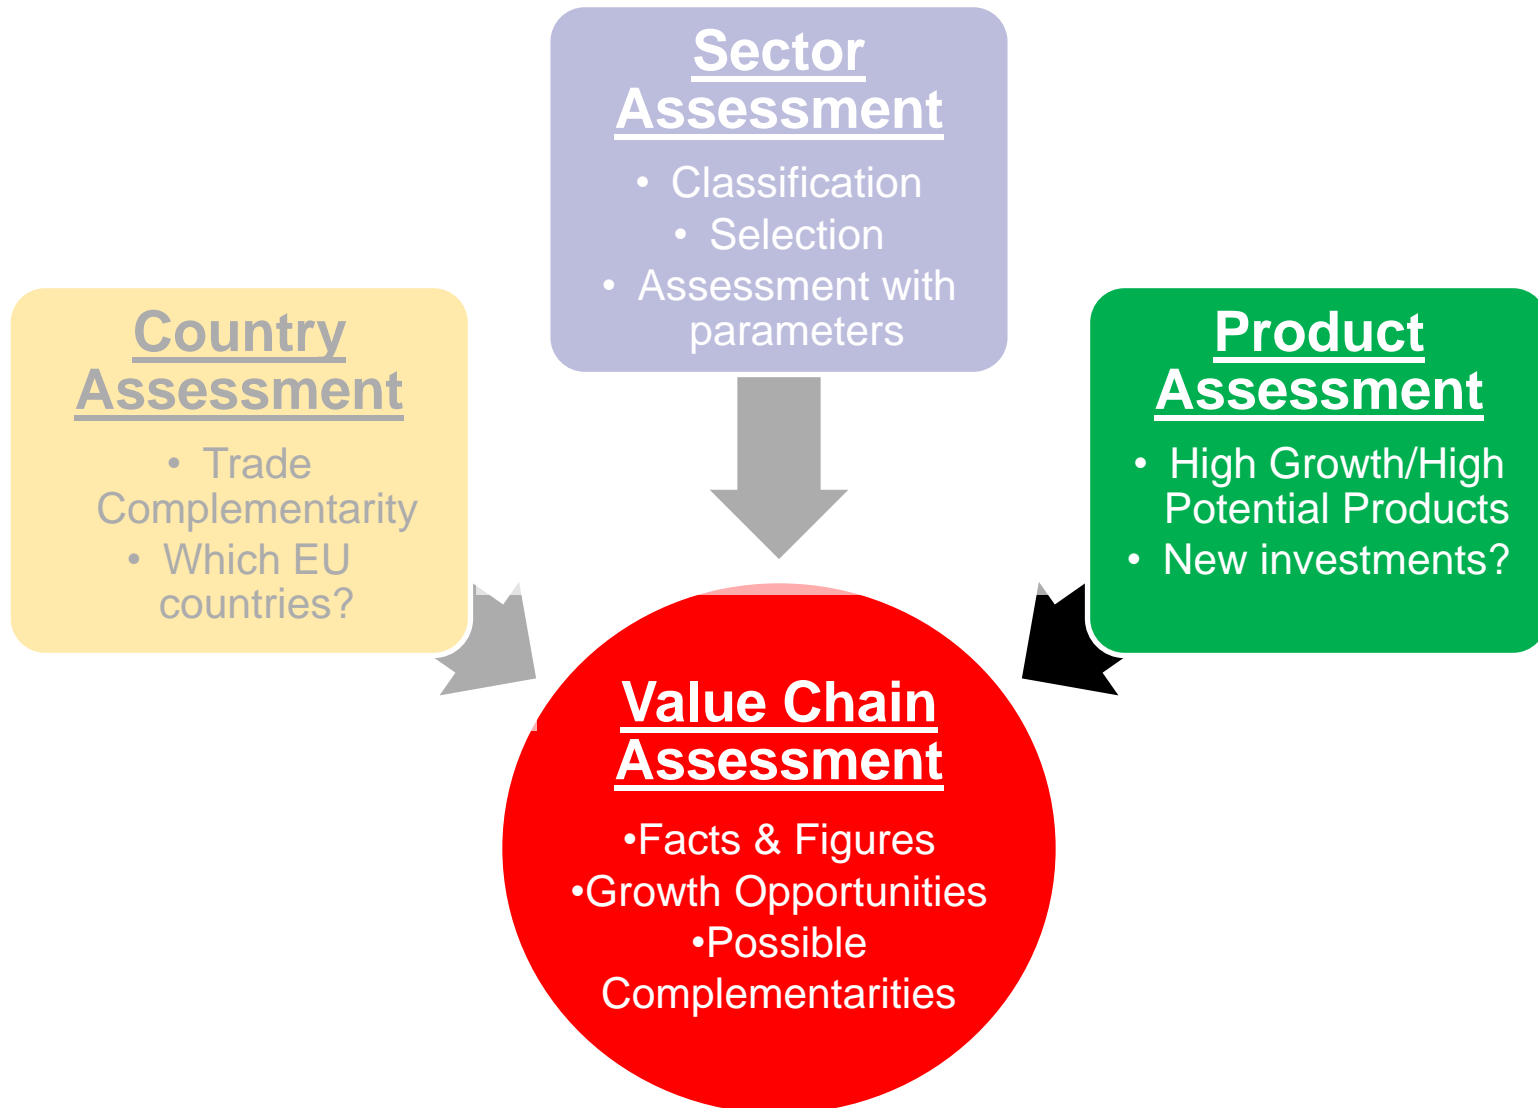 Sector
Assessment
• Classification
• Selection
• Assessment with
parameters
Country
Assessment
• Trade
Complementarity
• Which EU
countries?
Product
Assessment
• High Growth/High
Potential Products
• New investments?
Value Chain
Assessment
•Facts & Figures
•Growth Opportunities
•Possible
Complementarities